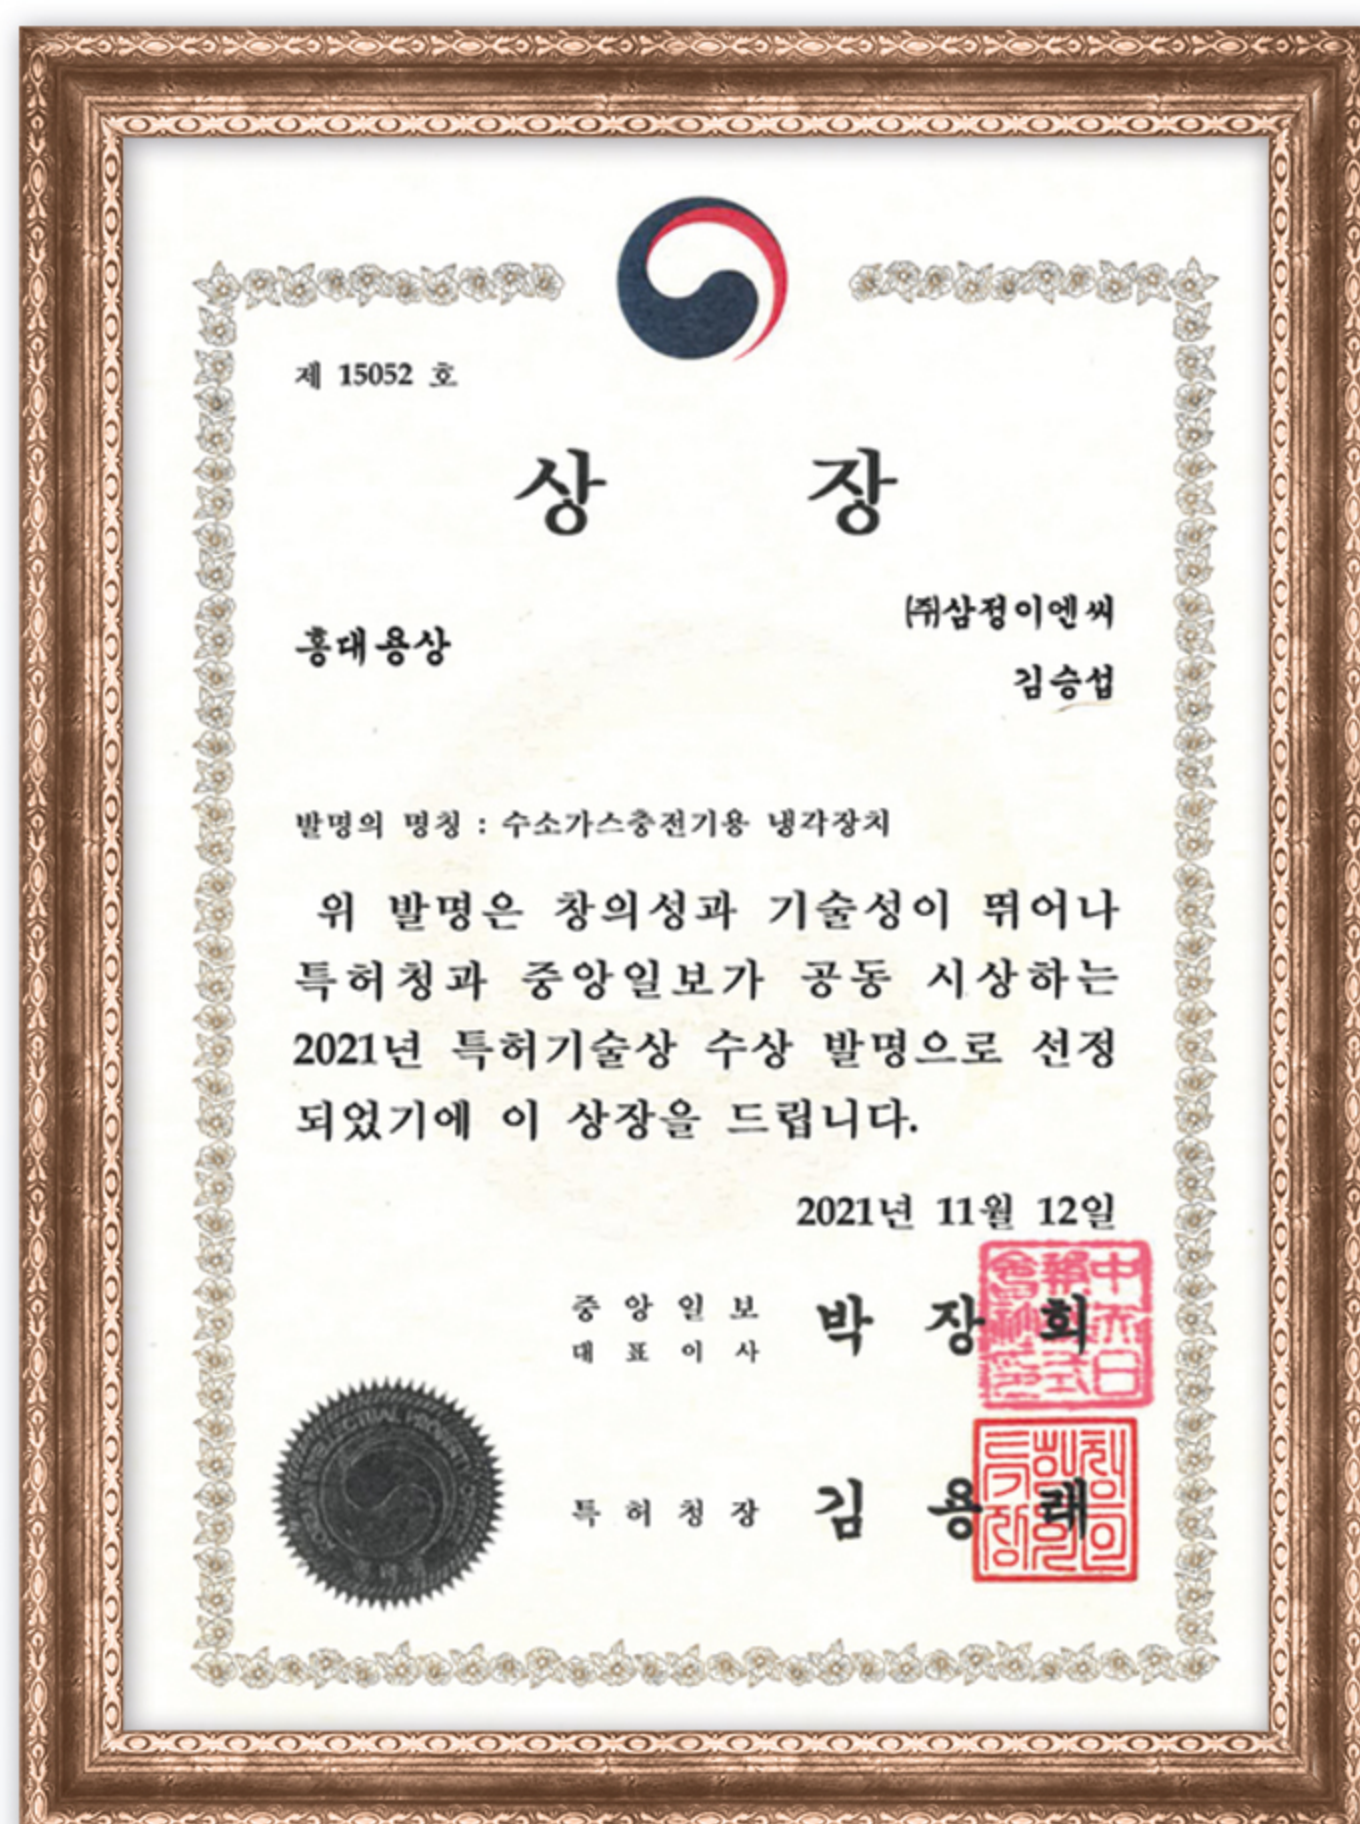 제 15052 호
상 장
홍대용상
㈜삼정이엔씨
김승섭
발명의 명칭 : 수소가스충전기용 냉각장치
위 발명은 창의성과 기술성이 뛰어나
특허청과 중앙일보가 공동 시상하는
2021년 특허기술상 수상 발명으로 선정
되었기에 이 상장을 드립니다.
2021년 11월 12일
중앙일보
대표이사
박장희
특허청장
김용래